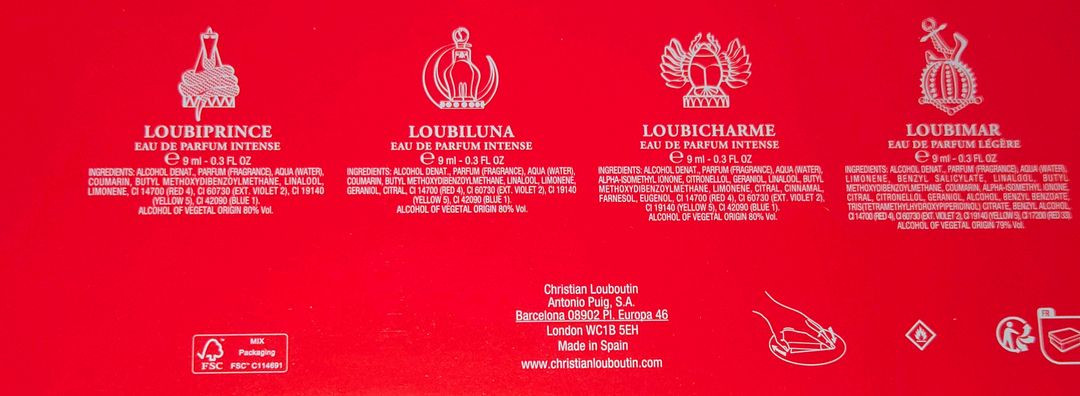 LOUBIPRINCE
EAU DE PARFUM INTENSE
℮ 9 ml - 0.3 FL OZ
INGREDIENTS: ALCOHOL DENAT., PARFUM (FRAGRANCE), AQUA (WATER),
COUMARIN, BUTYL METHOXYDIBENZOYLMETHANE, LINALOOL,
LIMONENE, CI 14700 (RED 4), CI 60730 (EXT. VIOLET 2), CI 19140
(YELLOW 5), CI 42090 (BLUE 1).
ALCOHOL OF VEGETAL ORIGIN 80% Vol.
LOUBILUNA
EAU DE PARFUM INTENSE
℮ 9 ml - 0.3 FL OZ
INGREDIENTS: ALCOHOL DENAT., PARFUM (FRAGRANCE), AQUA (WATER),
COUMARIN, BUTYL METHOXYDIBENZOYLMETHANE, LINALOOL, LIMONENE,
GERANIOL, CITRAL, CI 14700 (RED 4), CI 60730 (EXT. VIOLET 2), CI 19140
(YELLOW 5), CI 42090 (BLUE 1).
ALCOHOL OF VEGETAL ORIGIN 80% Vol.
LOUBICHARME
EAU DE PARFUM INTENSE
℮ 9 ml - 0.3 FL OZ
INGREDIENTS: ALCOHOL DENAT., PARFUM (FRAGRANCE), AQUA (WATER),
ALPHA-ISOMETHYL IONONE, CITRONELLOL, GERANIOL, LINALOOL, BUTYL
METHOXYDIBENZOYLMETHANE, LIMONENE, CITRAL, CINNAMAL,
FARNESOL, EUGENOL, CI 14700 (RED 4), CI 60730 (EXT. VIOLET 2),
CI 19140 (YELLOW 5), CI 42090 (BLUE 1).
ALCOHOL OF VEGETAL ORIGIN 80% Vol.
LOUBIMAR
EAU DE PARFUM LÉGÈRE
℮ 9 ml - 0.3 FL OZ
INGREDIENTS: ALCOHOL DENAT., PARFUM (FRAGRANCE), AQUA (WATER),
LIMONENE, BENZYL SALICYLATE, LINALOOL, BUTYL
METHOXYDIBENZOYLMETHANE, COUMARIN, ALPHA-ISOMETHYL IONONE,
CITRAL, CITRONELLOL, GERANIOL, ALCOHOL, BENZYL BENZOATE,
TRIS(TETRAMETHYLHYDROXYPIPERIDINOL) CITRATE, BENZYL ALCOHOL,
CI 14700 (RED 4), CI 60730 (EXT. VIOLET 2), CI 19140 (YELLOW 5), CI 17200 (RED 33).
ALCOHOL OF VEGETAL ORIGIN 79% Vol.
Christian Louboutin
Antonio Puig, S.A.
Barcelona 08902 Pl. Europa 46
London WC1B 5EH
Made in Spain
www.christianlouboutin.com
FSC
MIX
Packaging
FSC™ C114691
FR